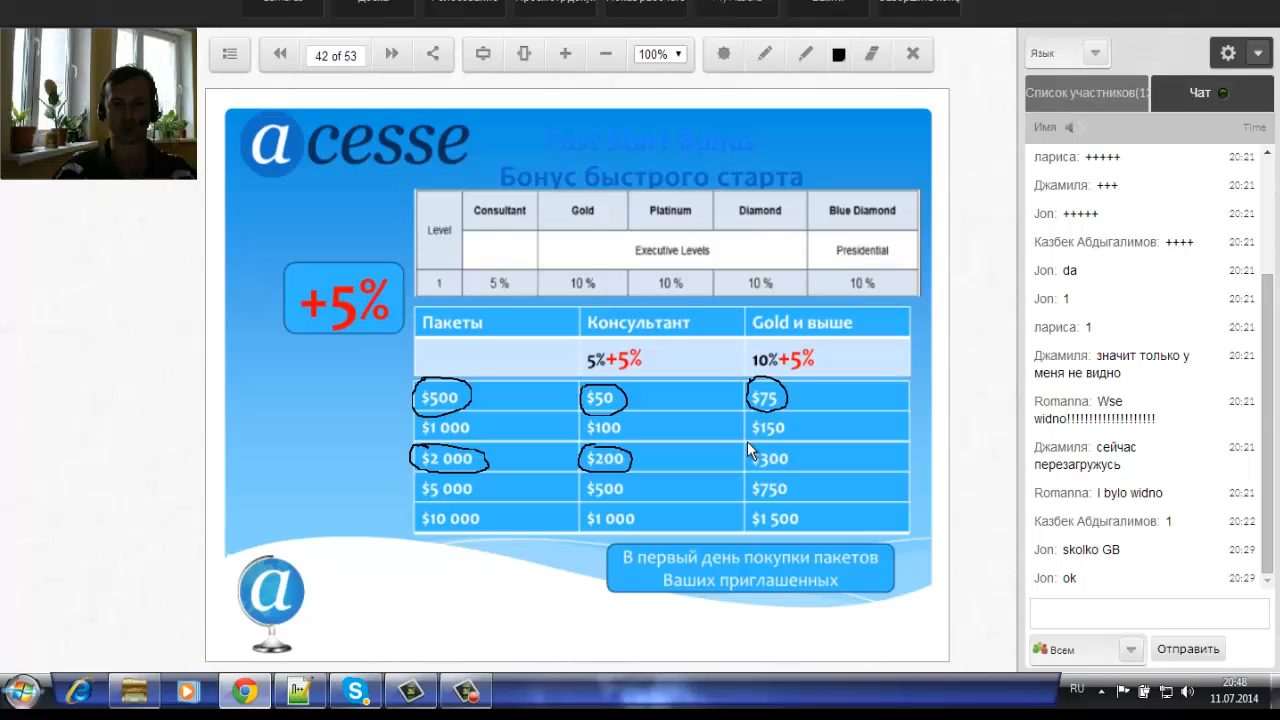 42 of 53
100%
Язык
Список участников(1
Чат
Имя
Time
acesse
Fast Start Bonus
Бонус быстрого старта
Level
Consultant
Gold
Platinum
Diamond
Blue Diamond
Executive Levels
Presidential
1
5 %
10 %
10 %
10 %
10 %
+5%
Пакеты
Консультант
Gold и выше
5%+5%
10%+5%
$500
$50
$75
$1 000
$100
$150
$2 000
$200
$300
$5 000
$500
$750
$10 000
$1 000
$1 500
В первый день покупки пакетов
Ваших приглашенных
a
лариса: +++++
20:21
Джамиля: +++
20:21
Jon: +++++
20:21
Казбек Абдыгалимов: ++++
20:21
Jon: da
20:21
Jon: 1
20:21
лариса: 1
20:21
Джамиля: значит только у
20:21
меня не видно
Romanna: Wse
20:21
widno!!!!!!!!!!!!!!!!!!!!
Джамиля: сейчас
20:21
перезагружусь
Romanna: I bylo widno
20:21
Казбек Абдыгалимов: 1
20:22
Jon: skolko GB
20:29
Jon: ok
20:29
Всем
Отправить
RU
20:48
11.07.2014